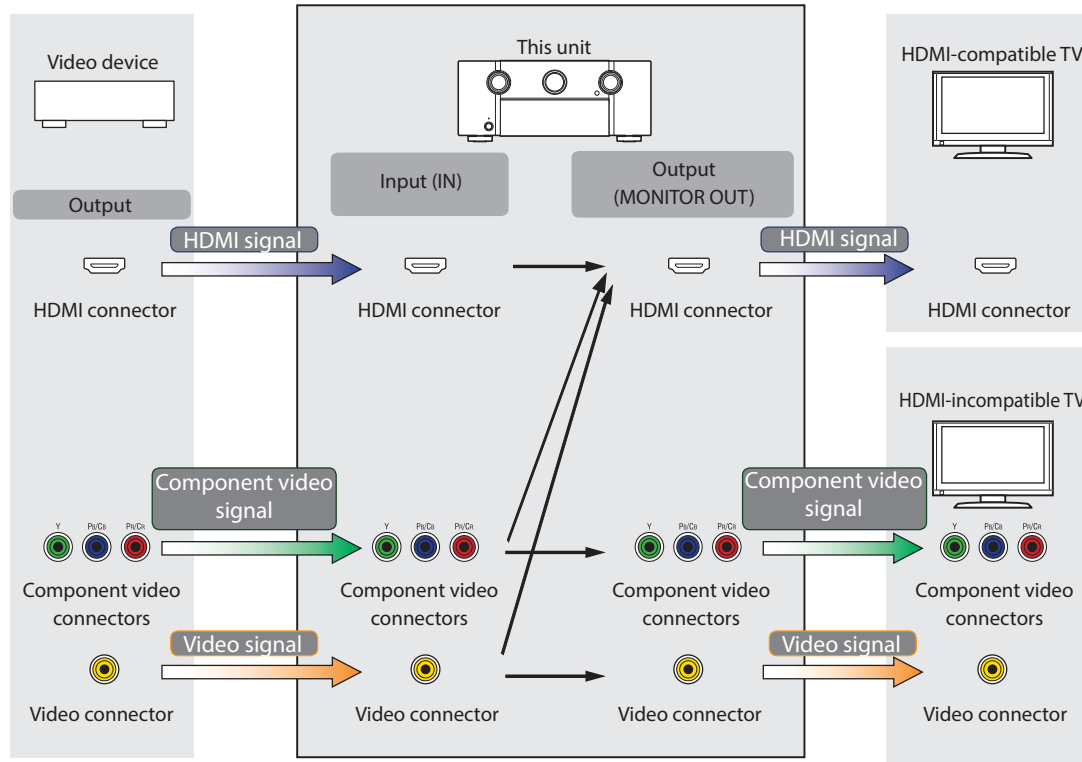 Video device
This unit
HDMI-compatible TV
Output
Input (IN)
Output
(MONITOR OUT)
HDMI signal
HDMI signal
HDMI connector
HDMI connector
HDMI connector
HDMI connector
HDMI-incompatible TV
Component video
signal
Component video
signal
Y PB/CB PR/CR
Y PB/CB PR/CR
Y PB/CB PR/CR
Y PB/CB PR/CR
Component video
connectors
Component video
connectors
Component video
connectors
Component video
connectors
Video signal
Video signal
Video connector
Video connector
Video connector
Video connector